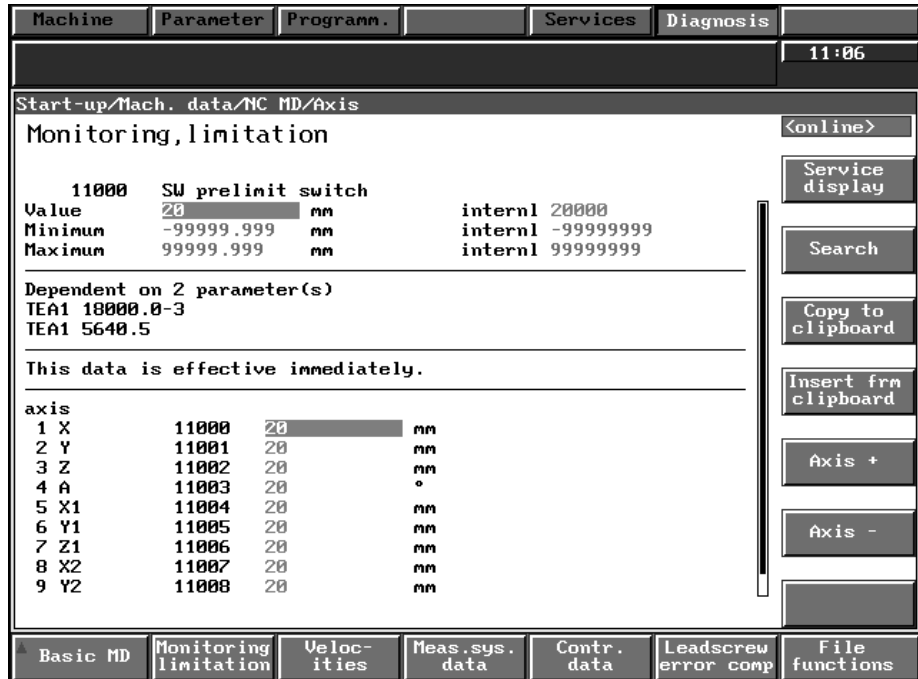 Machine Parameter Programm. Services Diagnosis
11:06
Start-up/Mach. data/NC MD/Axis
Monitoring,limitation
<online>
11000 SW prelimit switch
Value 20 mm internl 20000
Minimum -99999.999 mm internl -99999999
Maximum 99999.999 mm internl 99999999
Dependent on 2 parameter(s)
TEA1 18000.0-3
TEA1 5640.5
This data is effective immediately.
axis
1 X 11000 20 mm
2 Y 11001 20 mm
3 Z 11002 20 mm
4 A 11003 20 °
5 X1 11004 20 mm
6 Y1 11005 20 mm
7 Z1 11006 20 mm
8 X2 11007 20 mm
9 Y2 11008 20 mm
Service
display
Search
Copy to
clipboard
Insert frm
clipboard
Axis +
Axis -
Basic MD
Monitoring
limitation
Veloc-
ities
Meas.sys.
data
Contr.
data
Leadscrew
error comp
File
functions